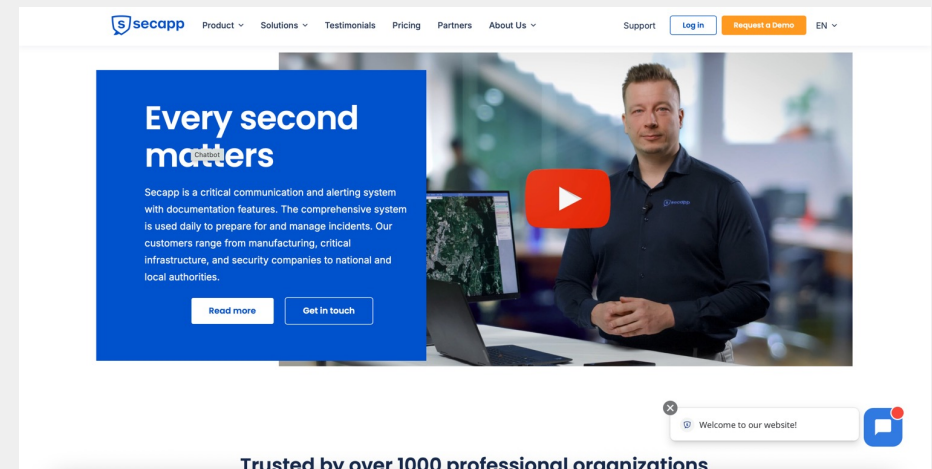 secapp
Product
Solutions
Testimonials
Pricing
Partners
About Us
Support
Log in
Request a Demo
EN
Every second
matters
Chatbot
Secapp is a critical communication and alerting system
with documentation features. The comprehensive system
is used daily to prepare for and manage incidents. Our
customers range from manufacturing, critical
infrastructure, and security companies to national and
local authorities.
Read more
Get in touch
secapp
Welcome to our website!
Trusted by over 1000 professional organizations